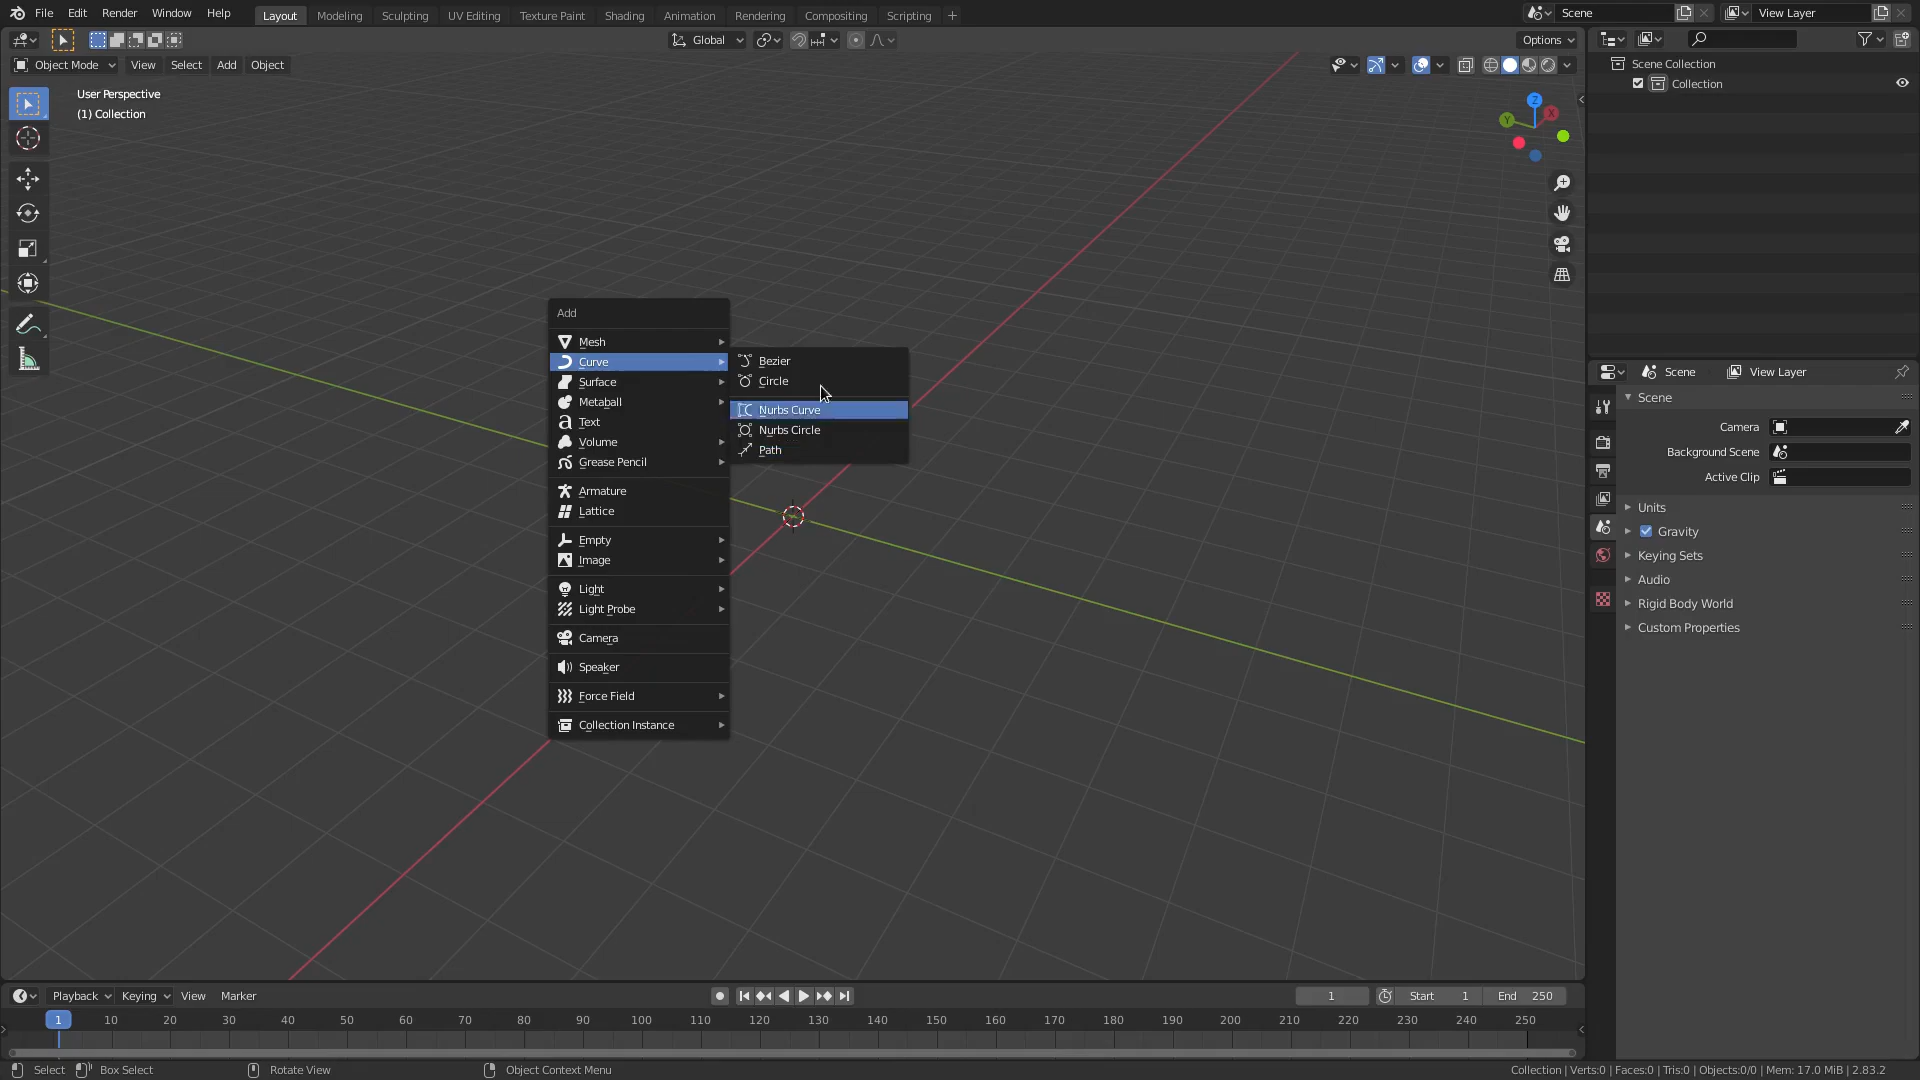 File Edit Render Window Help Layout Modeling Sculpting UV Editing Texture Paint Shading Animation Rendering Compositing Scripting + Scene View Layer
Global Options
Object Mode View Select Add Object
User Perspective
(1) Collection
Scene Collection
Collection
Z
X
Y
Add
Mesh
Curve
Surface
Metaball
Text
Volume
Grease Pencil
Armature
Lattice
Empty
Image
Light
Light Probe
Camera
Speaker
Force Field
Collection Instance
Bezier
Circle
Nurbs Curve
Nurbs Circle
Path
Scene View Layer
Scene
Camera
Background Scene
Active Clip
Units
Gravity
Keying Sets
Audio
Rigid Body World
Custom Properties
Playback Keying View Marker 1 Start 1 End 250
1 10 20 30 40 50 60 70 80 90 100 110 120 130 140 150 160 170 180 190 200 210 220 230 240 250
Select Box Select Rotate View Object Context Menu Collection | Verts:0 | Faces:0 | Tris:0 | Objects:0/0 | Mem: 17.0 MiB | 2.83.2